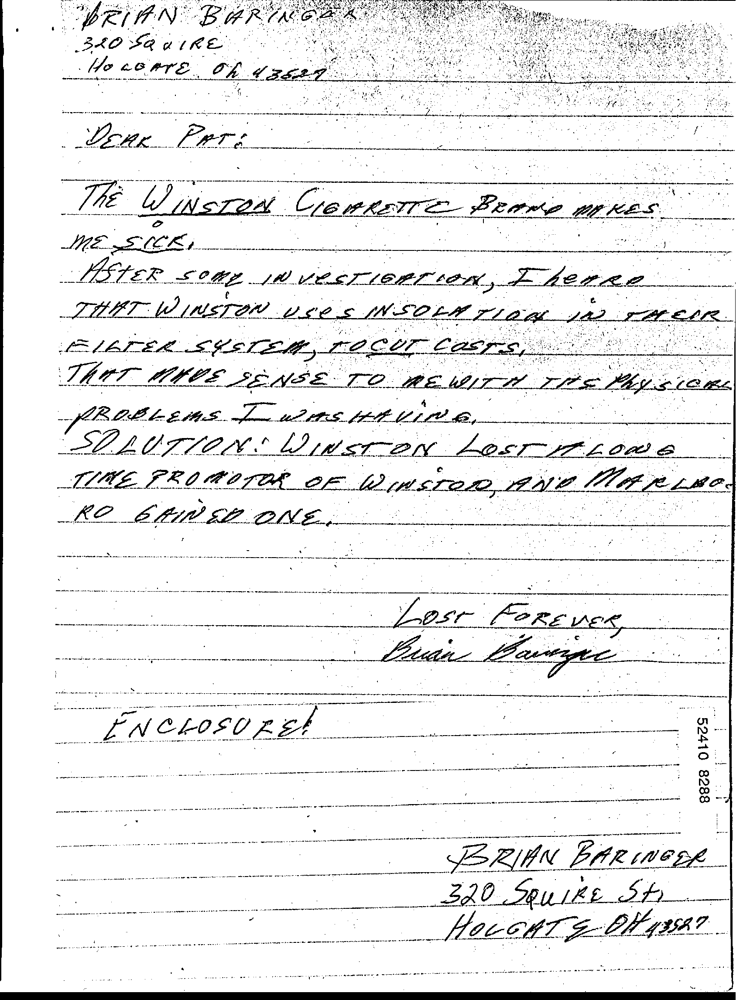 BRIAN BARINGER
320 SQUIRE
HOLGATE Oh 43527
DEAR PAT:
The WINSTON CIGARETTE BRAND MAKES
ME SICK.
AFTER SOME INVESTIGATION, I heARD
THAT WINSTON USES INSOLATION IN THEIR
FILTER SYSTEM, TO CUT COSTS.
THAT MADE SENSE TO ME WITH THE PhYSICAL
PROBLEMS I WAS HAVING.
SOLUTION: WINSTON LOST A LONG
TIME PROMOTOR OF WINSTON, AND MARLBO-
RO GAINED ONE.
LOST FOREVER,
Brian Baringer
ENCLOSURE!
52410 8288
BRIAN BARINGER
320 SQUIRE St.
HOLGATE OH 43527